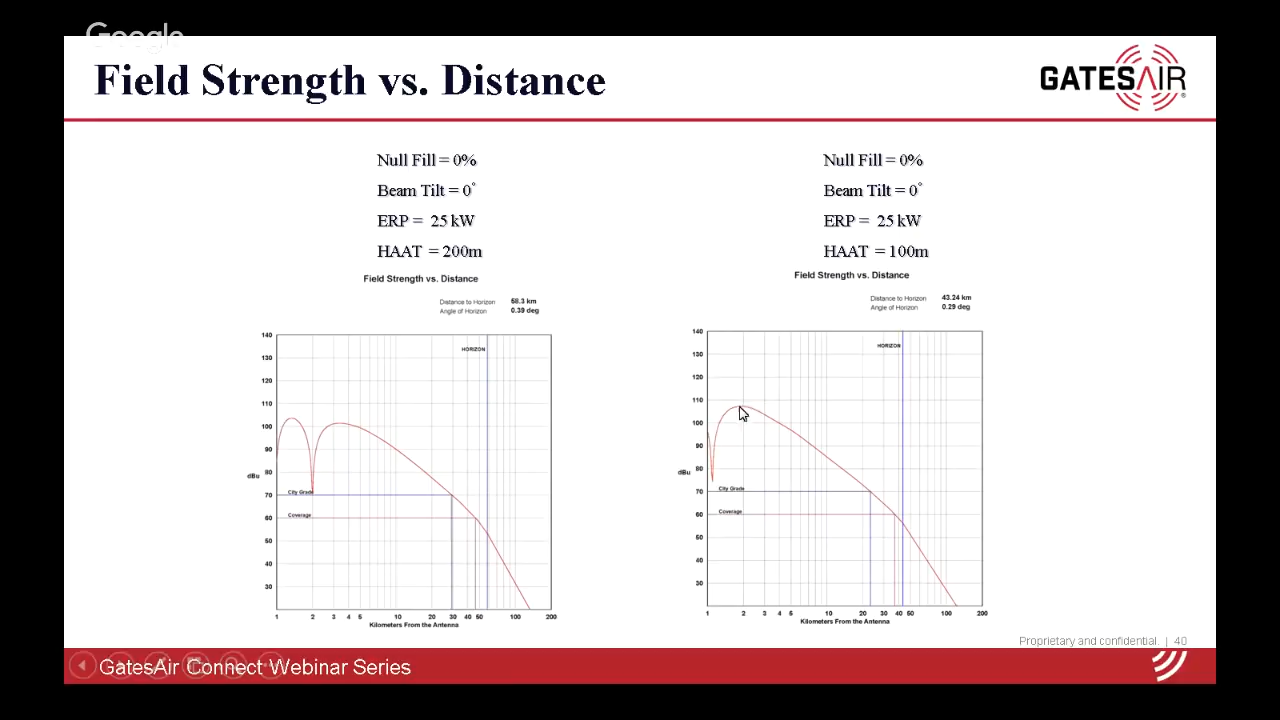 Google
Field Strength vs. Distance
GATESAIR
Null Fill = 0%
Beam Tilt = 0°
ERP = 25 kW
HAAT = 200m
Field Strength vs. Distance
Distance to Horizon 58.3 km
Angle of Horizon 0.39 deg
140
HORIZON
130
120
110
100
90
80
dBu
70
City Grade
60
Coverage
50
40
30
1 2 3 4 5 10 20 30 40 50 100 200
Kilometers From the Antenna
Null Fill = 0%
Beam Tilt = 0°
ERP = 25 kW
HAAT = 100m
Field Strength vs. Distance
Distance to Horizon 43.24 km
Angle of Horizon 0.29 deg
140
HORIZON
130
120
110
100
90
80
dBu
70
City Grade
60
Coverage
50
40
30
1 2 3 4 5 10 20 30 40 50 100 200
Kilometers From the Antenna
Proprietary and confidential. | 40
GatesAir Connect Webinar Series